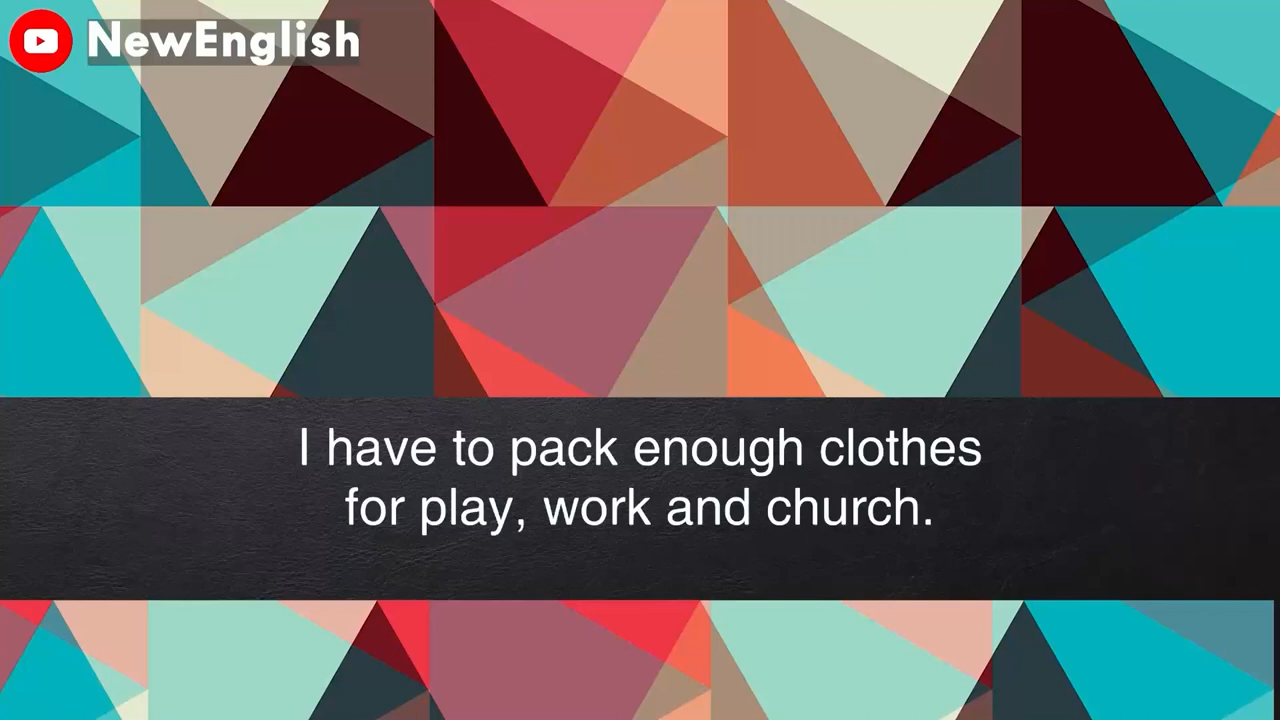 NewEnglish
I have to pack enough clothes
for play, work and church.